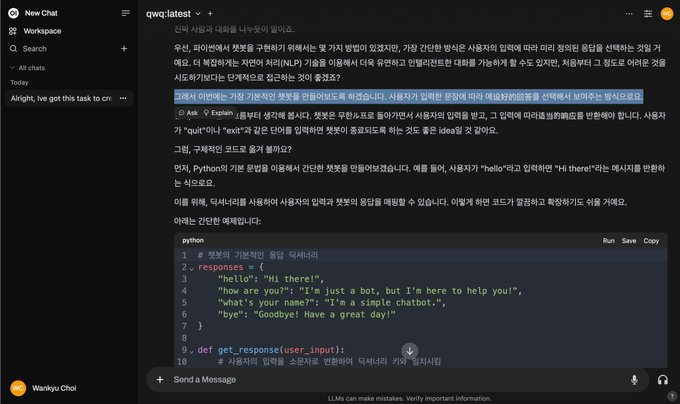 New Chat
Workspace
Search
All chats
Today
Alright, Ive got this task to cre
WC
Wankyu Choi
qwq:latest
WC
진짜 사람과 대화를 나누듯이 말이죠.
우선, 파이썬에서 챗봇을 구현하기 위해서는 몇 가지 방법이 있겠지만, 가장 간단한 방식은 사용자의 입력에 따라 미리 정의된 응답을 선택하는 것일 거
예요. 더 복잡하게는 자연어 처리(NLP) 기술을 이용해서 더욱 유연하고 인텔리전트한 대화를 가능하게 할 수도 있지만, 처음부터 그 정도로 어려운 것을
시도하기보다는 단계적으로 접근하는 것이 좋겠죠?
그래서 이번에는 가장 기본적인 챗봇을 만들어보도록 하겠습니다. 사용자가 입력한 문장에 따라 예设好的回答를 선택해서 보여주는 방식으로요.
Ask Explain
로부터 생각해 봅시다. 챗봇은 무한ループ로 돌아가면서 사용자의 입력을 받고, 그 입력에 따라适当的响应를 반환해야 합니다. 사용자
가 "quit"이나 "exit"과 같은 단어를 입력하면 챗봇이 종료되도록 하는 것도 좋은 idea일 것 같아요.
그럼, 구체적인 코드로 옮겨 볼까요?
먼저, Python의 기본 문법을 이용해서 간단한 챗봇을 만들어보겠습니다. 예를 들어, 사용자가 "hello"라고 입력하면 "Hi there!"라는 메시지를 반환하
는 식으로요.
이를 위해, 딕셔너리를 사용하여 사용자의 입력과 챗봇의 응답을 매핑할 수 있습니다. 이렇게 하면 코드가 깔끔하고 확장하기도 쉬울 거예요.
아래는 간단한 예제입니다:
python Run Save Copy
1 # 챗봇의 기본적인 응답 딕셔너리
2 responses = {
3 "hello": "Hi there!",
4 "how are you?": "I'm just a bot, but I'm here to help you!",
5 "what's your name?": "I'm a simple chatbot.",
6 "bye": "Goodbye! Have a great day!"
7 }
8
9 def get_response(user_input):
10 # 사용자의 입력을 소문자로 변환하여 딕셔너리 키와 일치시킴
Send a Message
LLMs can make mistakes. Verify important information.